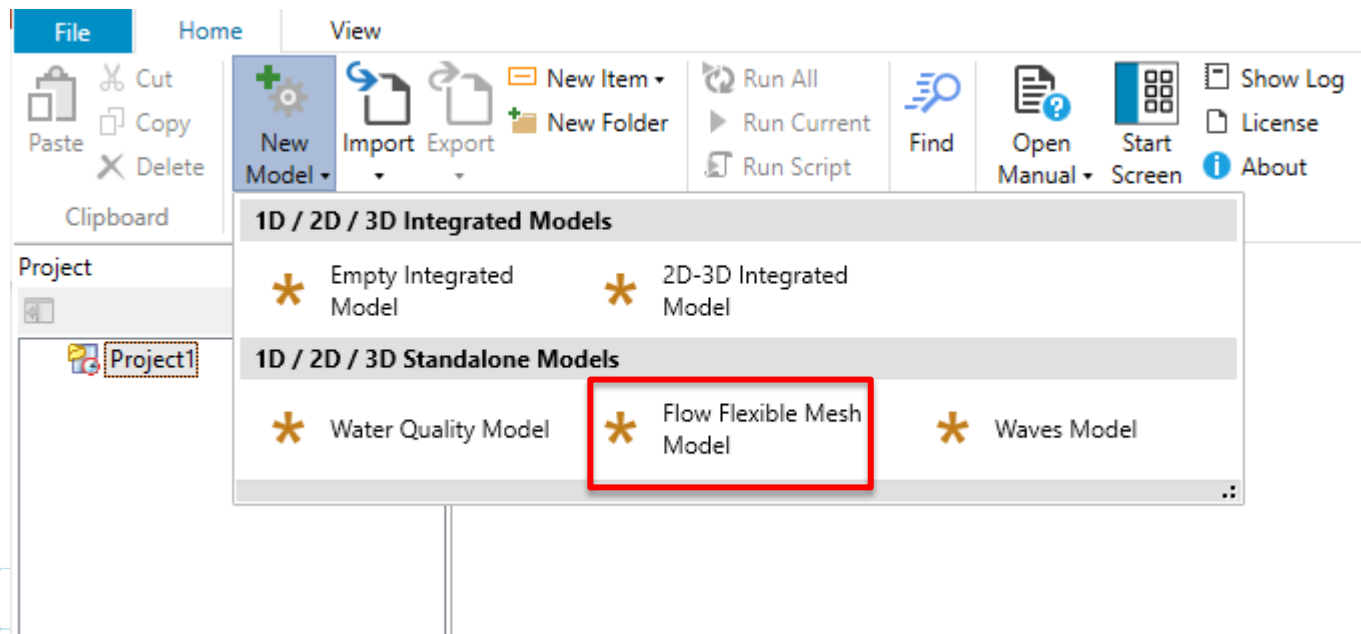 File Home View
Cut New Item Run All Show Log
Copy New Folder Run Current License
Paste New Import Export Find Open Start
Delete Model Run Script Manual Screen About
Clipboard
1D / 2D / 3D Integrated Models
Project
Empty Integrated 2D-3D Integrated
Model Model
Project1
1D / 2D / 3D Standalone Models
Flow Flexible Mesh
Water Quality Model Waves Model
Model